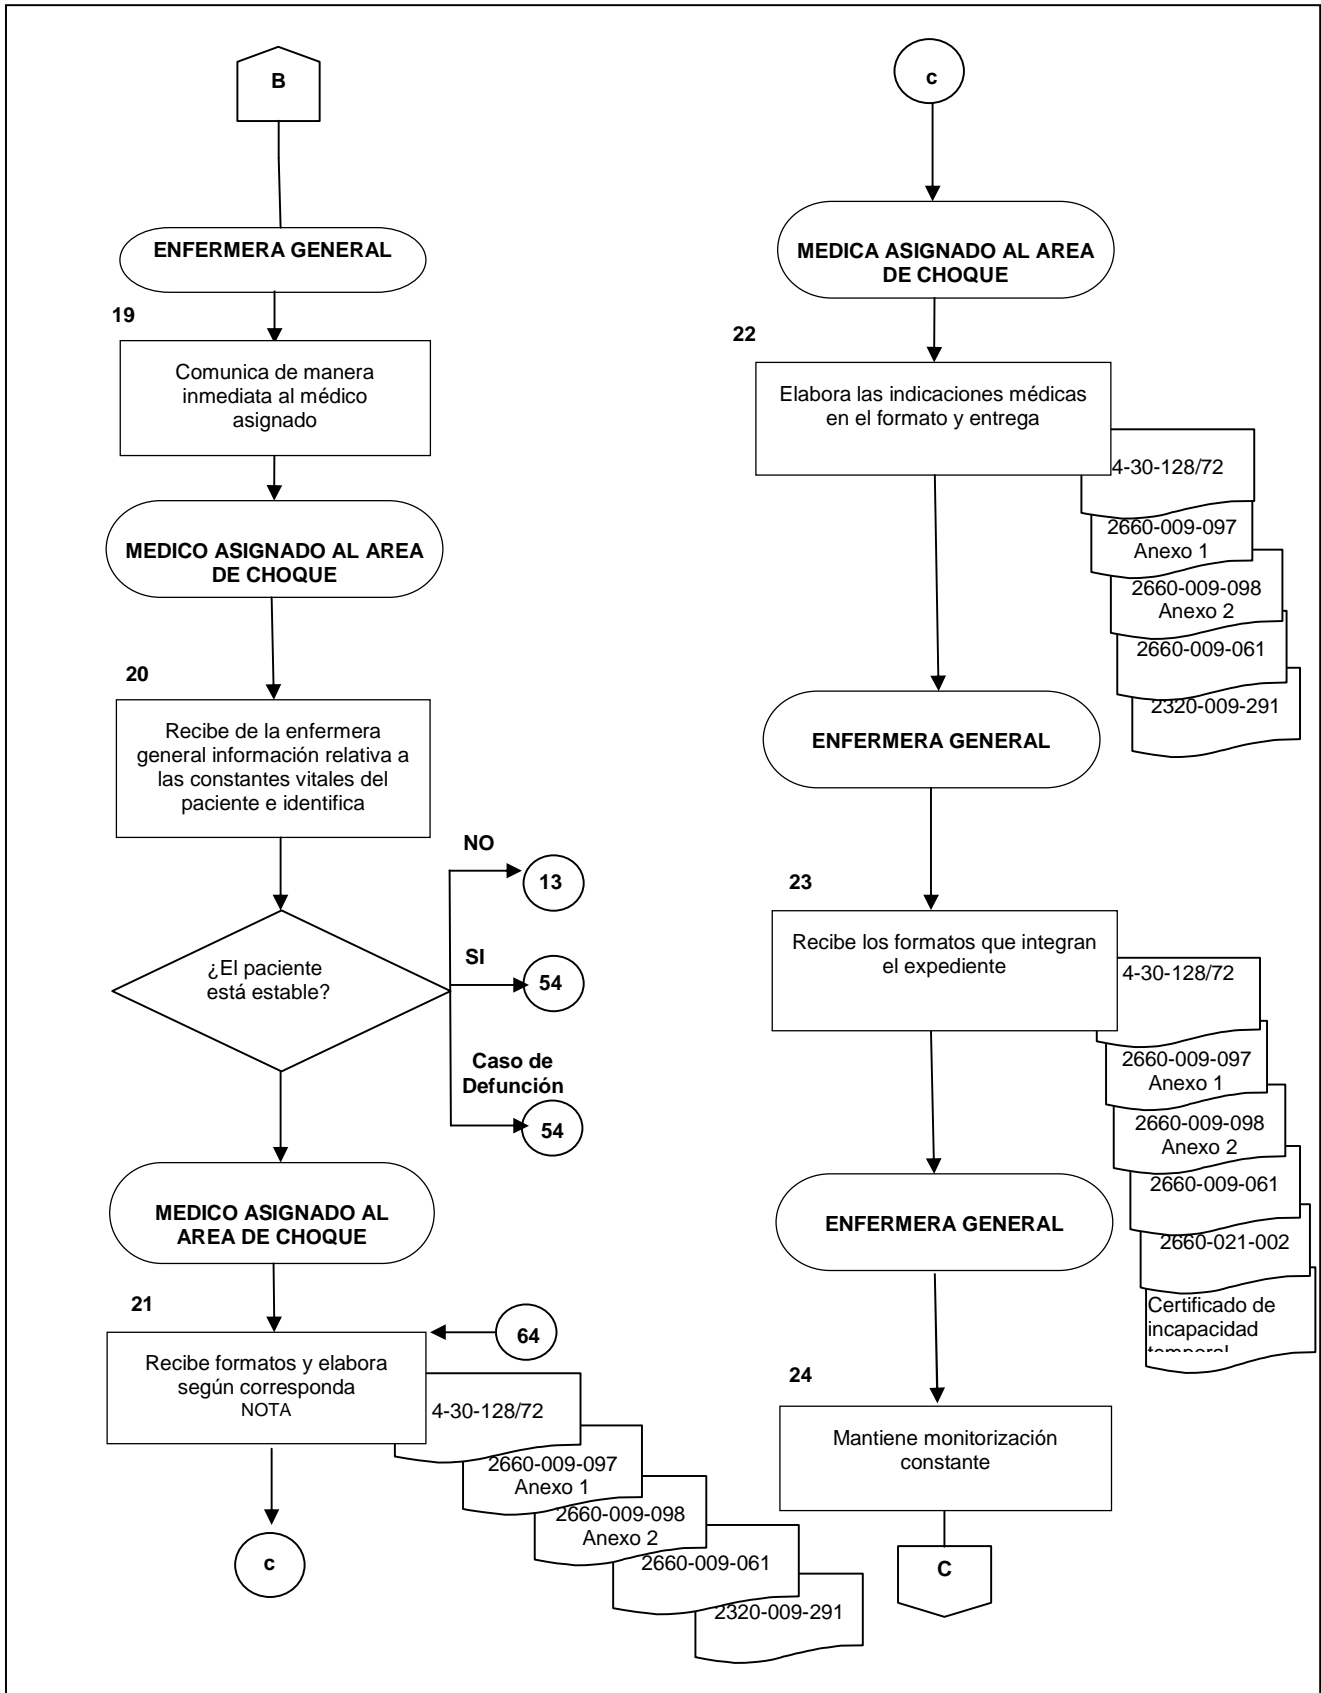 B
ENFERMERA GENERAL
19
Comunica de manera
inmediata al médico
asignado
MEDICO ASIGNADO AL AREA
DE CHOQUE
20
Recibe de la enfermera
general información relativa a
las constantes vitales del
paciente e identifica
NO
13
¿El paciente
está estable?
SI
54
Caso de
Defunción
54
MEDICO ASIGNADO AL
AREA DE CHOQUE
21
64
Recibe formatos y elabora
según corresponda
NOTA
4-30-128/72
2660-009-097
Anexo 1
2660-009-098
Anexo 2
2660-009-061
2320-009-291
c
c
MEDICA ASIGNADO AL AREA
DE CHOQUE
22
Elabora las indicaciones médicas
en el formato y entrega
4-30-128/72
2660-009-097
Anexo 1
2660-009-098
Anexo 2
2660-009-061
2320-009-291
ENFERMERA GENERAL
23
Recibe los formatos que integran
el expediente
4-30-128/72
2660-009-097
Anexo 1
2660-009-098
Anexo 2
2660-009-061
2660-021-002
Certificado de
incapacidad
temporal
ENFERMERA GENERAL
24
Mantiene monitorización
constante
C